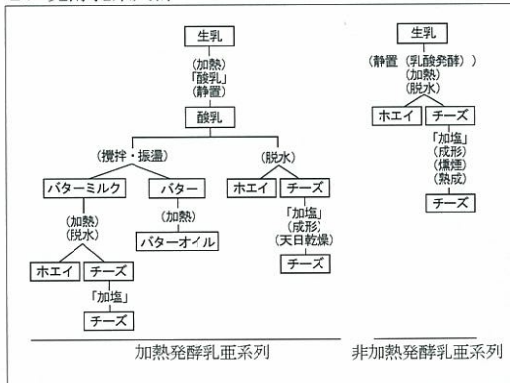 生乳
(加熱)
「酸乳」
(静置)
酸乳
(攪拌・振盪)
バターミルク
バター
(加熱)
(脱水)
ホエイ
チーズ
「加塩」
チーズ
(加熱)
バターオイル
(脱水)
ホエイ
チーズ
「加塩」
(成形)
(天日乾燥)
チーズ
加熱発酵乳亜系列
生乳
(静置(乳酸発酵))
(加熱)
(脱水)
ホエイ
チーズ
「加塩」
(成形)
(燻煙)
(熟成)
チーズ
非加熱発酵乳亜系列